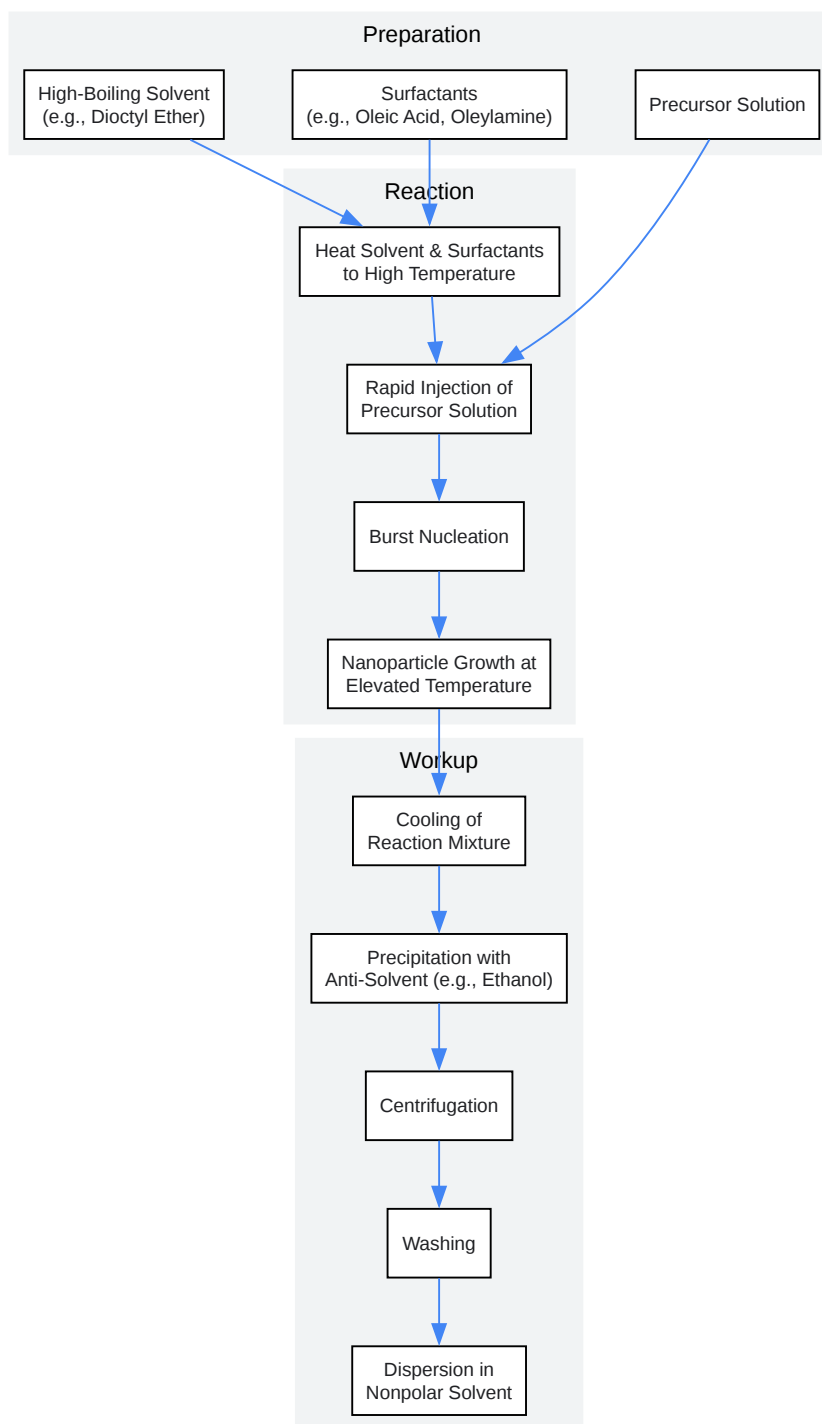 Preparation
High-Boiling Solvent
(e.g., Dioctyl Ether)
Surfactants
(e.g., Oleic Acid, Oleylamine)
Precursor Solution
Reaction
Heat Solvent & Surfactants
to High Temperature
Rapid Injection of
Precursor Solution
Burst Nucleation
Nanoparticle Growth at
Elevated Temperature
Workup
Cooling of
Reaction Mixture
Precipitation with
Anti-Solvent (e.g., Ethanol)
Centrifugation
Washing
Dispersion in
Nonpolar Solvent